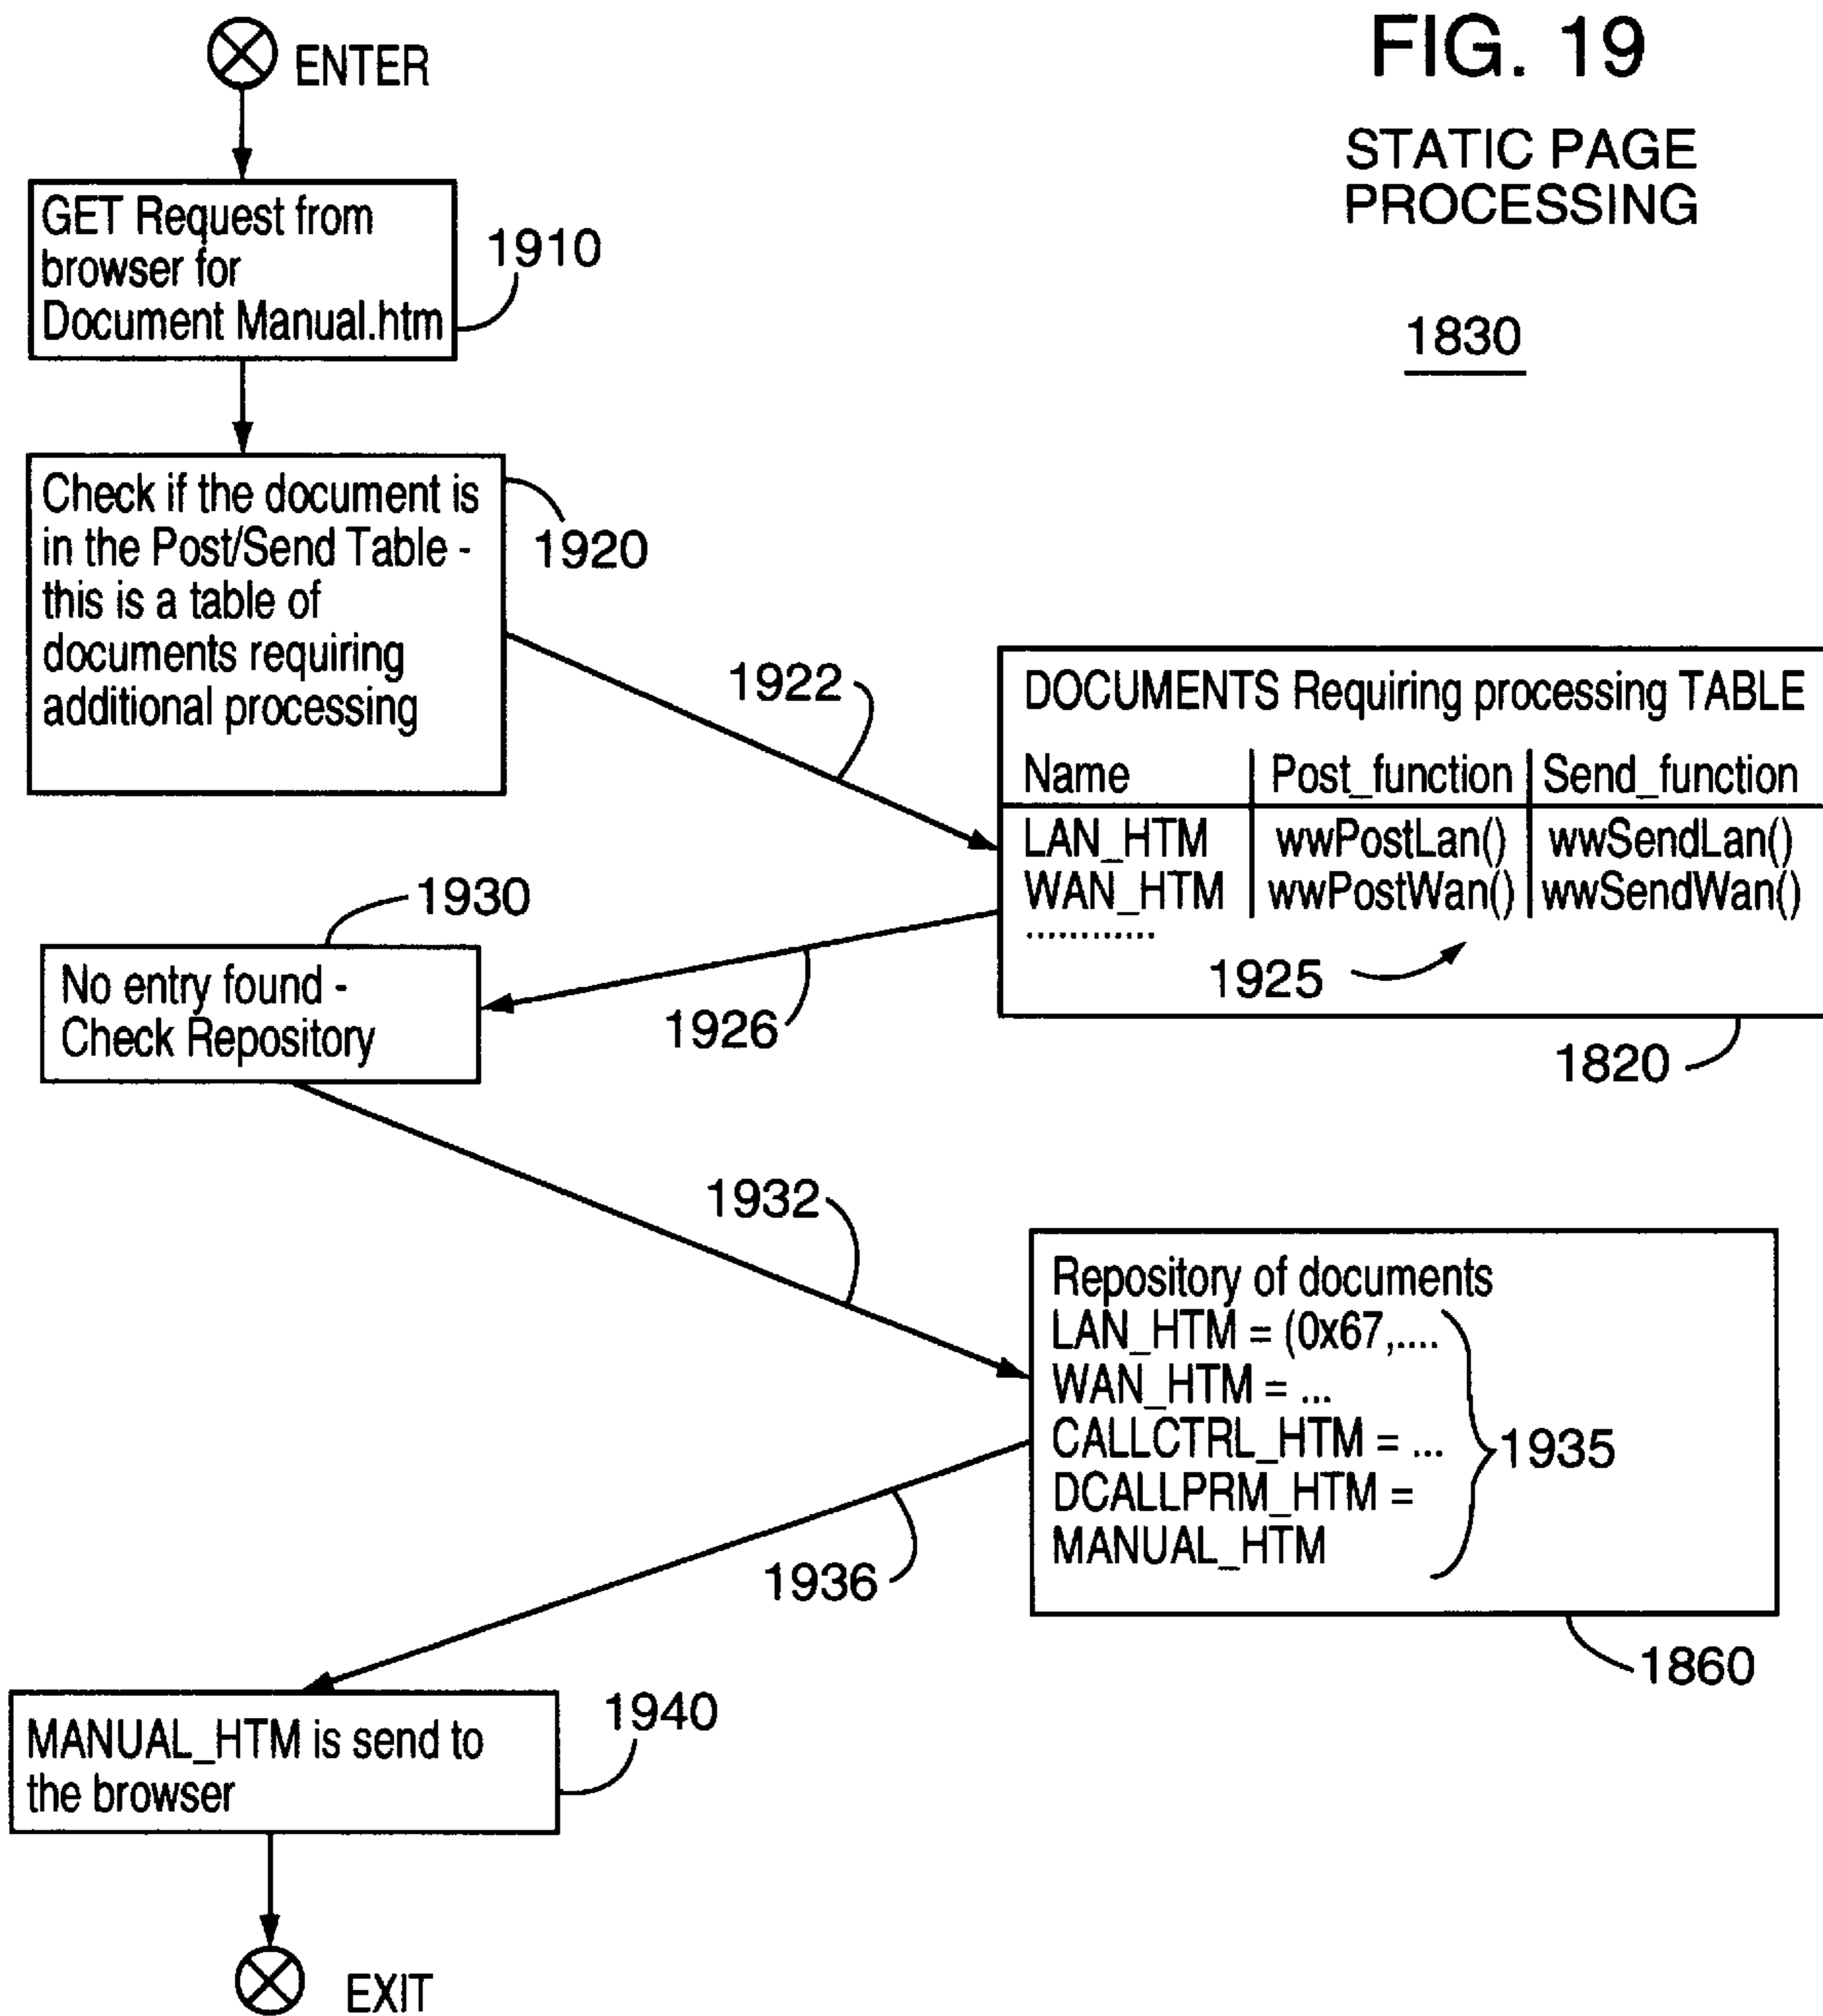 FIG. 19
STATIC PAGE
PROCESSING
1830
ENTER
GET Request from
browser for
Document Manual.htm
1910
Check if the document is
in the Post/Send Table -
this is a table of
documents requiring
additional processing
1920
1922
DOCUMENTS Requiring processing TABLE
Name Post_function Send_function
LAN_HTM wwPostLan() wwSendLan()
WAN_HTM wwPostWan() wwSendWan()
............
1925
1820
1926
1930
No entry found -
Check Repository
1932
Repository of documents
LAN_HTM = (0x67,....
WAN_HTM = ...
CALLCTRL_HTM = ...
DCALLPRM_HTM =
MANUAL_HTM
1935
1860
1936
MANUAL_HTM is send to
the browser
1940
EXIT